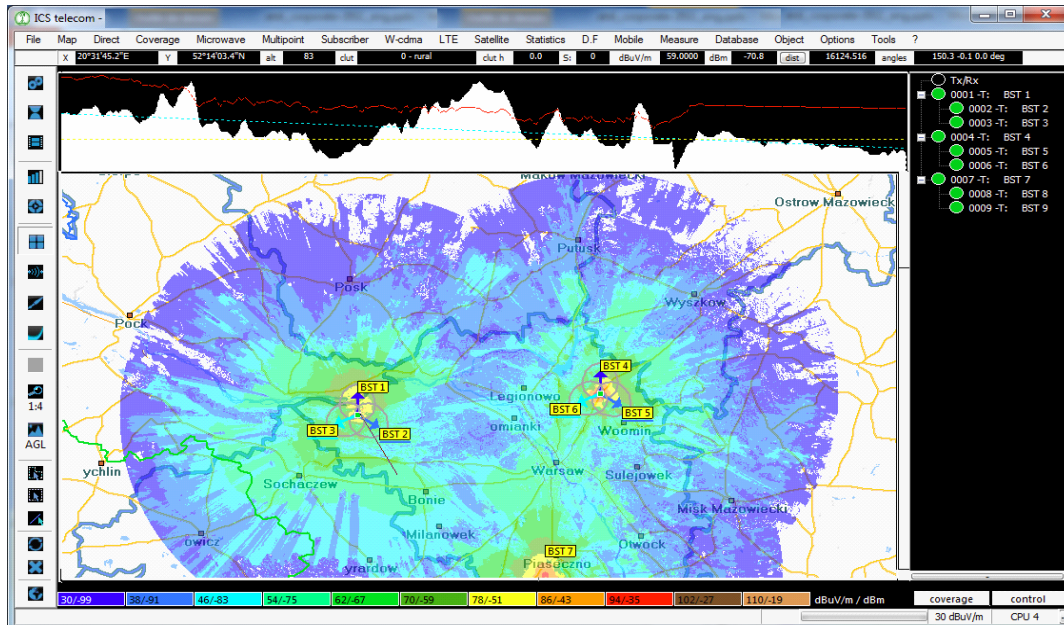 ICS telecom -
File Map Direct Coverage Microwave Multipoint Subscriber W-cdma LTE Satellite Statistics D.F Mobile Measure Database Object Options Tools ?
X 20°31'45.2"E Y 52°14'03.4"N alt 83 clut 0 - rural clut h 0.0 S: 0 dBuV/m 59.0000 dBm -70.8 dist 16124.516 angles 150.3 -0.1 0.0 deg
Tx/Rx
0001 -T: BST 1
0002 -T: BST 2
0003 -T: BST 3
0004 -T: BST 4
0005 -T: BST 5
0006 -T: BST 6
0007 -T: BST 7
0008 -T: BST 8
0009 -T: BST 9
Maków Mazowiecki
Ostrow Mazowieck
Putusk
Posk
Wyszków
Pock
BST 4
BST 1
Legionowo
BST 6
BST 5
omianki
Woomin
BST 3
BST 2
Warsaw
Sulejówek
ychlin
Sochaczew
Bonie
Misk Mazowiecki
Milanówek
owicz
Otwock
BST 7
Piaseczno
yrardów
1:4
AGL
30/-99 38/-91 46/-83 54/-75 62/-67 70/-59 78/-51 86/-43 94/-35 102/-27 110/-19 dBuV/m / dBm
coverage control
30 dBuV/m CPU 4